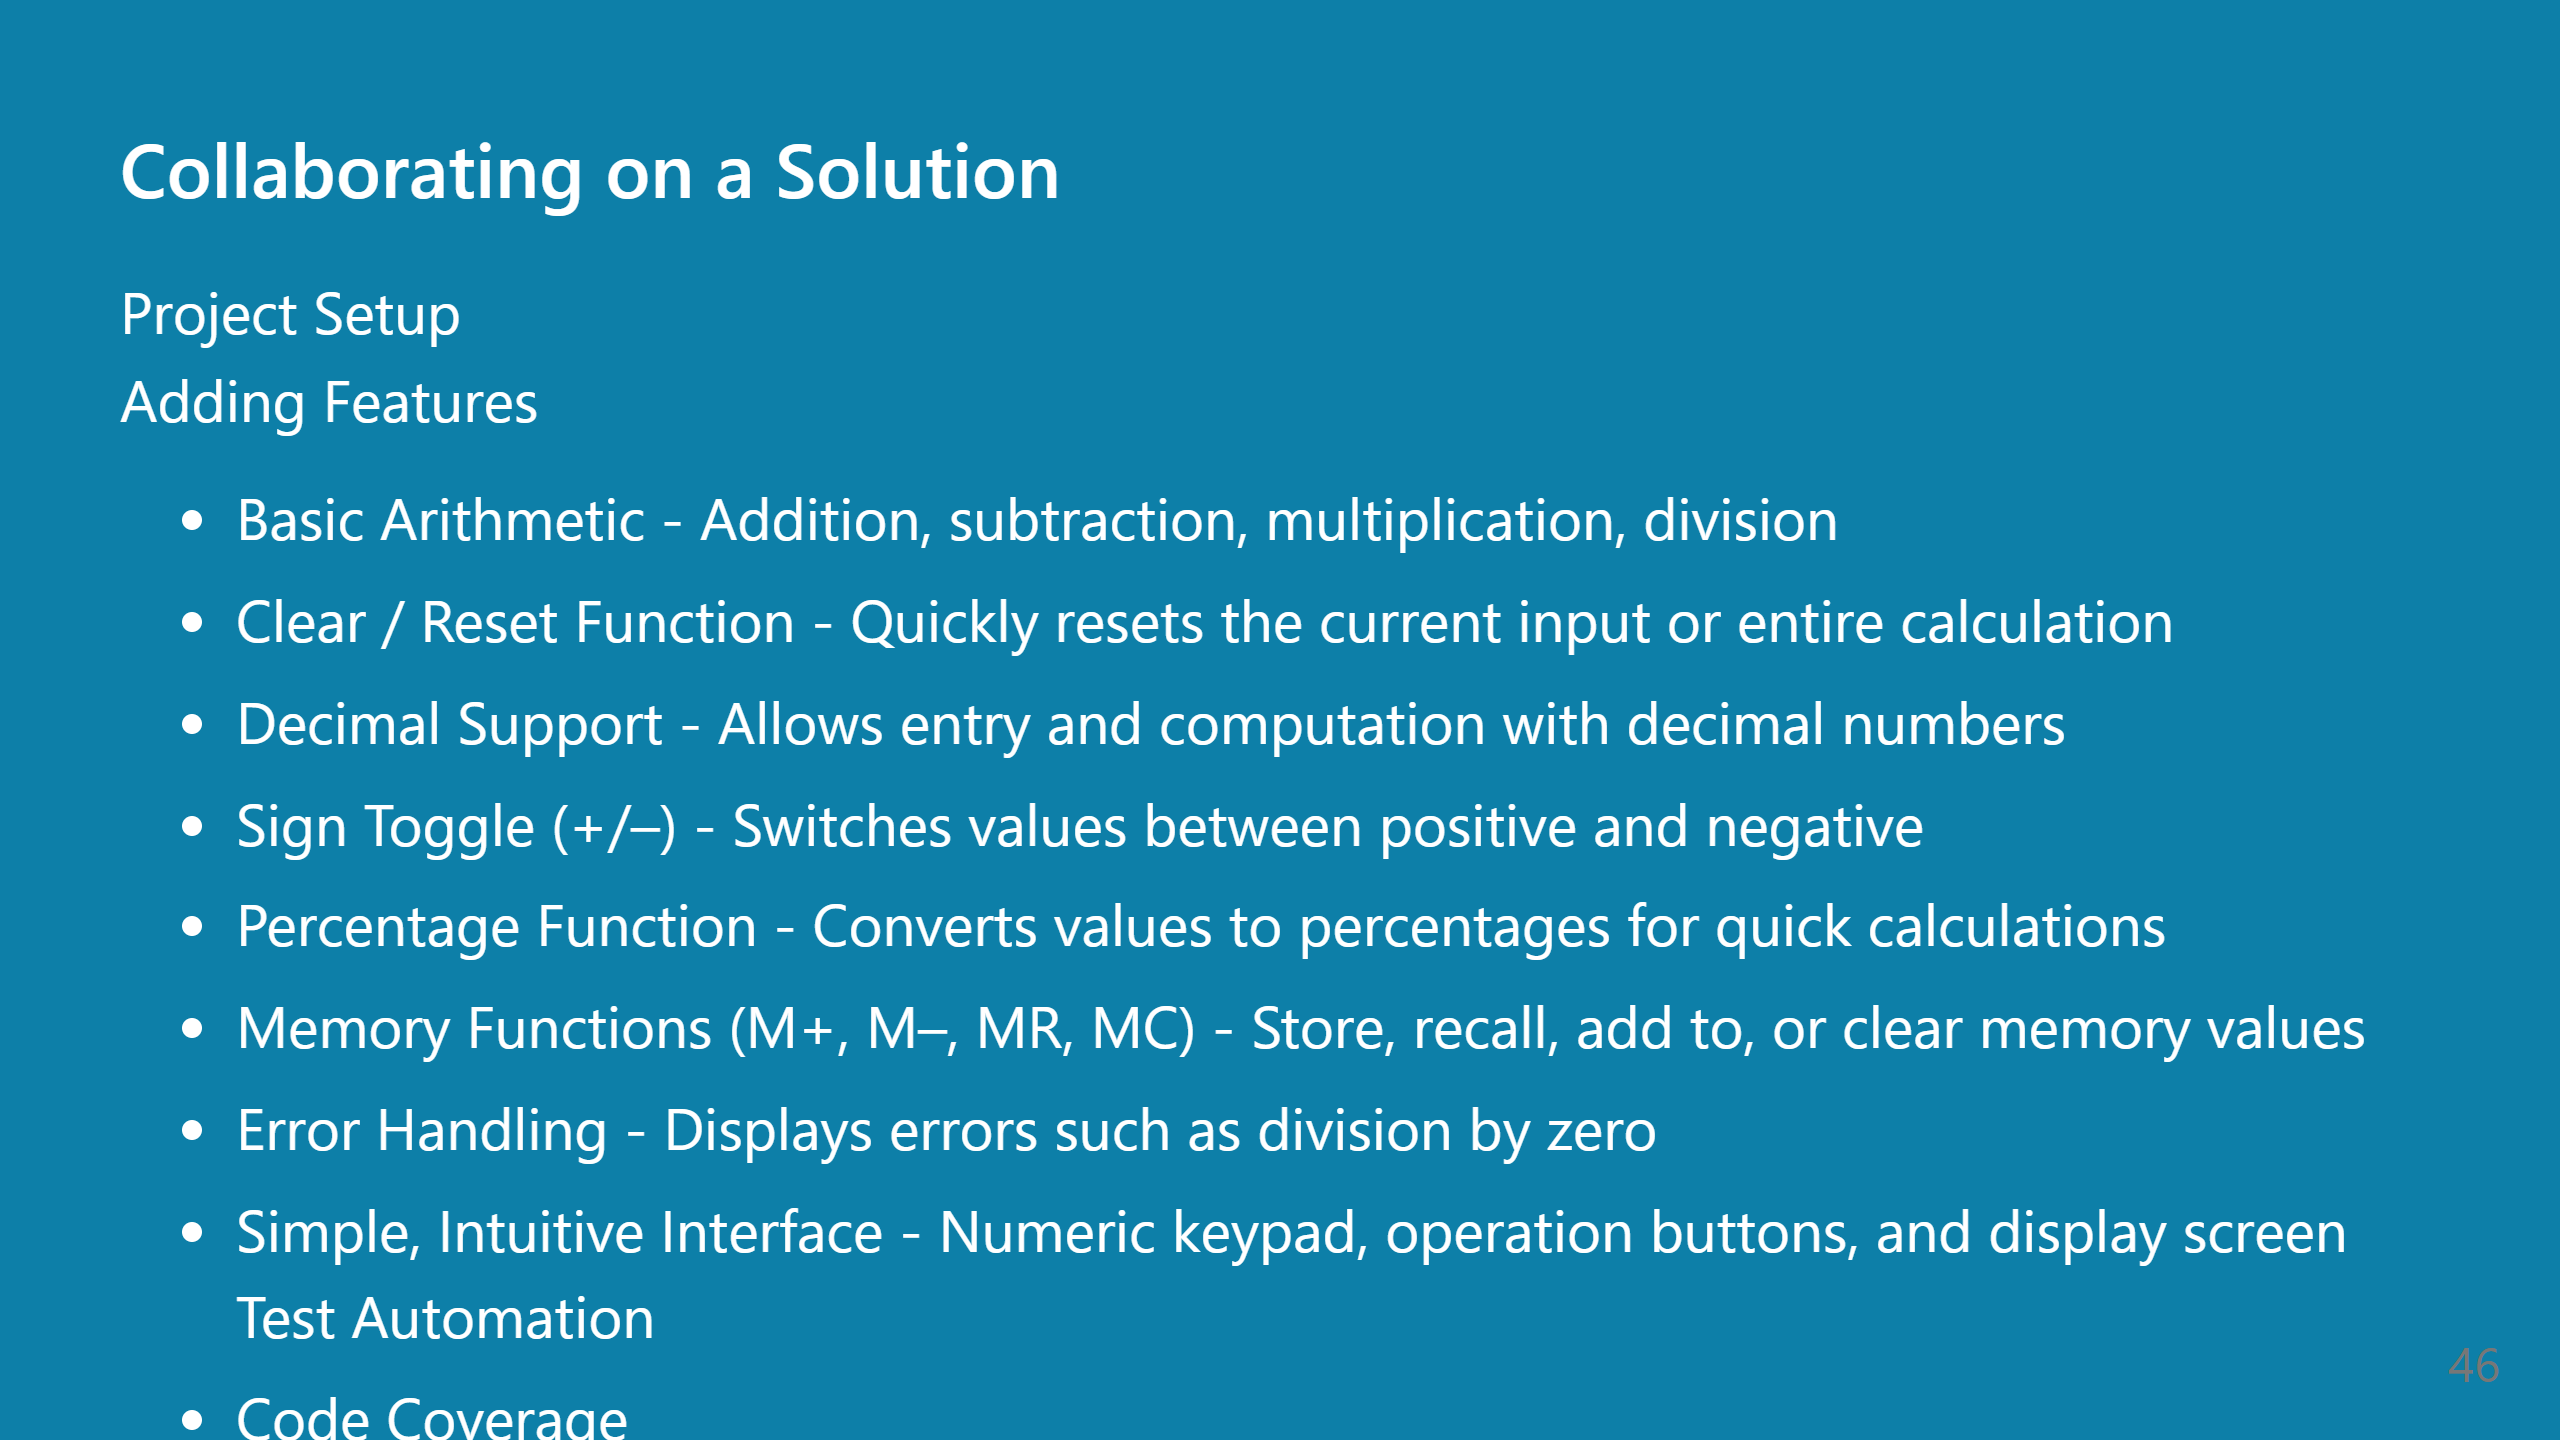 Collaborating on a Solution
Project Setup
Adding Features
• Basic Arithmetic - Addition, subtraction, multiplication, division
• Clear / Reset Function - Quickly resets the current input or entire calculation
• Decimal Support - Allows entry and computation with decimal numbers
• Sign Toggle (+/–) - Switches values between positive and negative
• Percentage Function - Converts values to percentages for quick calculations
• Memory Functions (M+, M–, MR, MC) - Store, recall, add to, or clear memory values
• Error Handling - Displays errors such as division by zero
• Simple, Intuitive Interface - Numeric keypad, operation buttons, and display screen
Test Automation
• Code Coverage
46